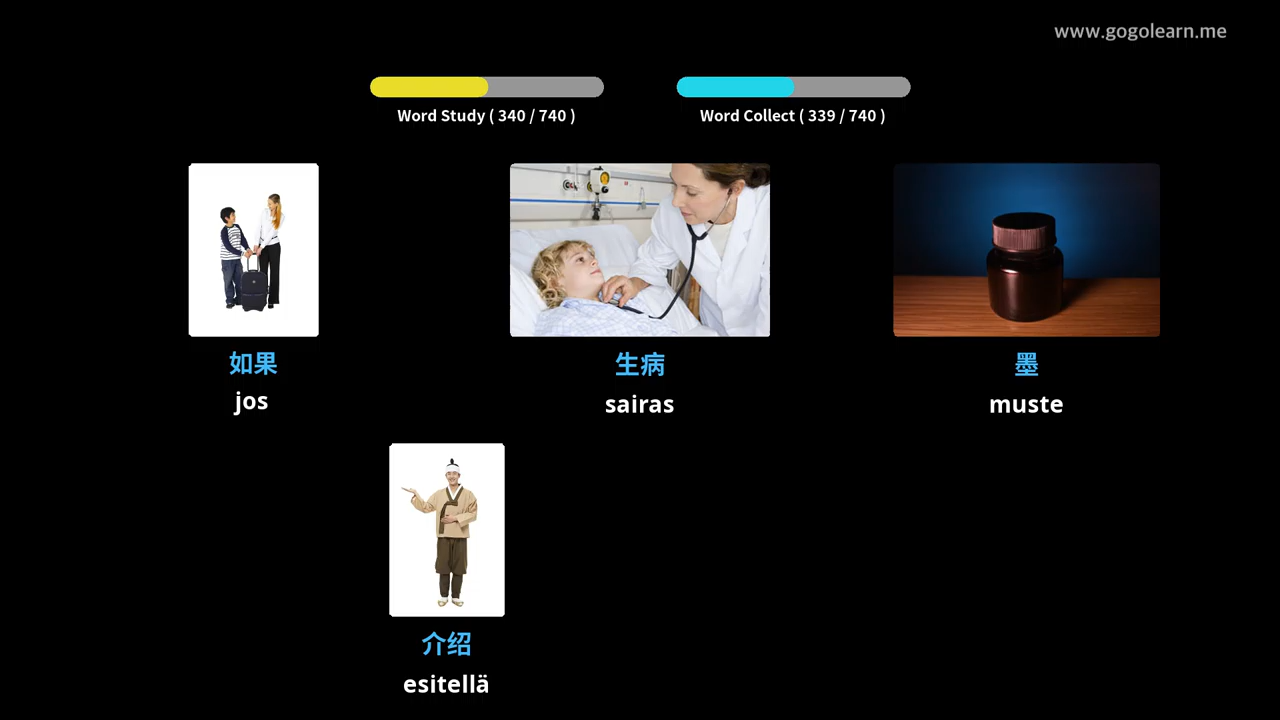 www.gogolearn.me
Word Study ( 340 / 740 )
Word Collect ( 339 / 740 )
如果
jos
生病
sairas
墨
muste
介绍
esitellä